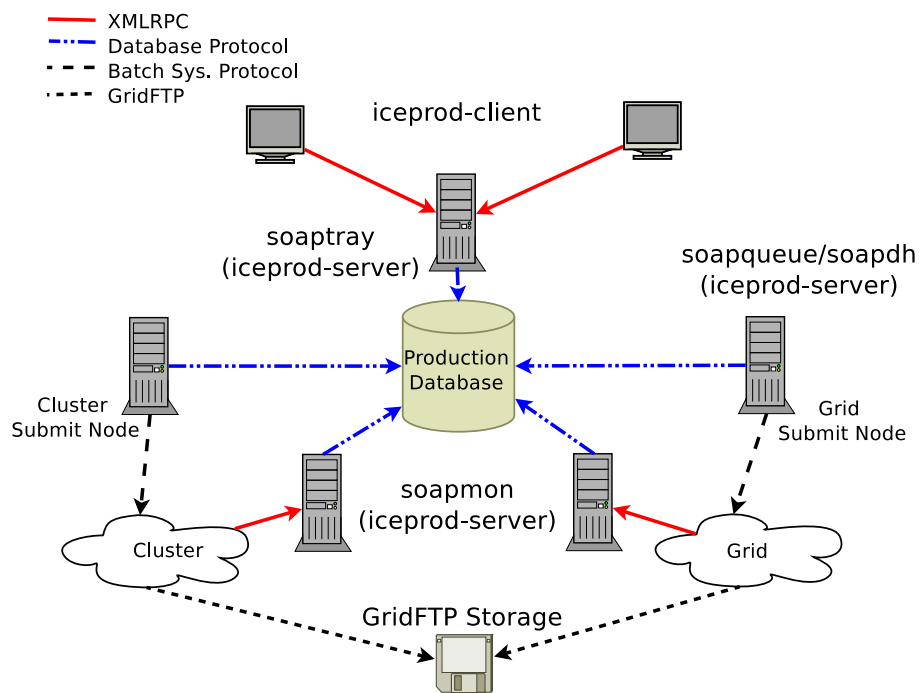 XMLRPC
Database Protocol
Batch Sys. Protocol
GridFTP
iceprod-client
soaptray
(iceprod-server)
soapqueue/soapdh
(iceprod-server)
Production
Database
Cluster
Submit Node
Grid
Submit Node
soapmon
(iceprod-server)
Cluster
Grid
GridFTP Storage